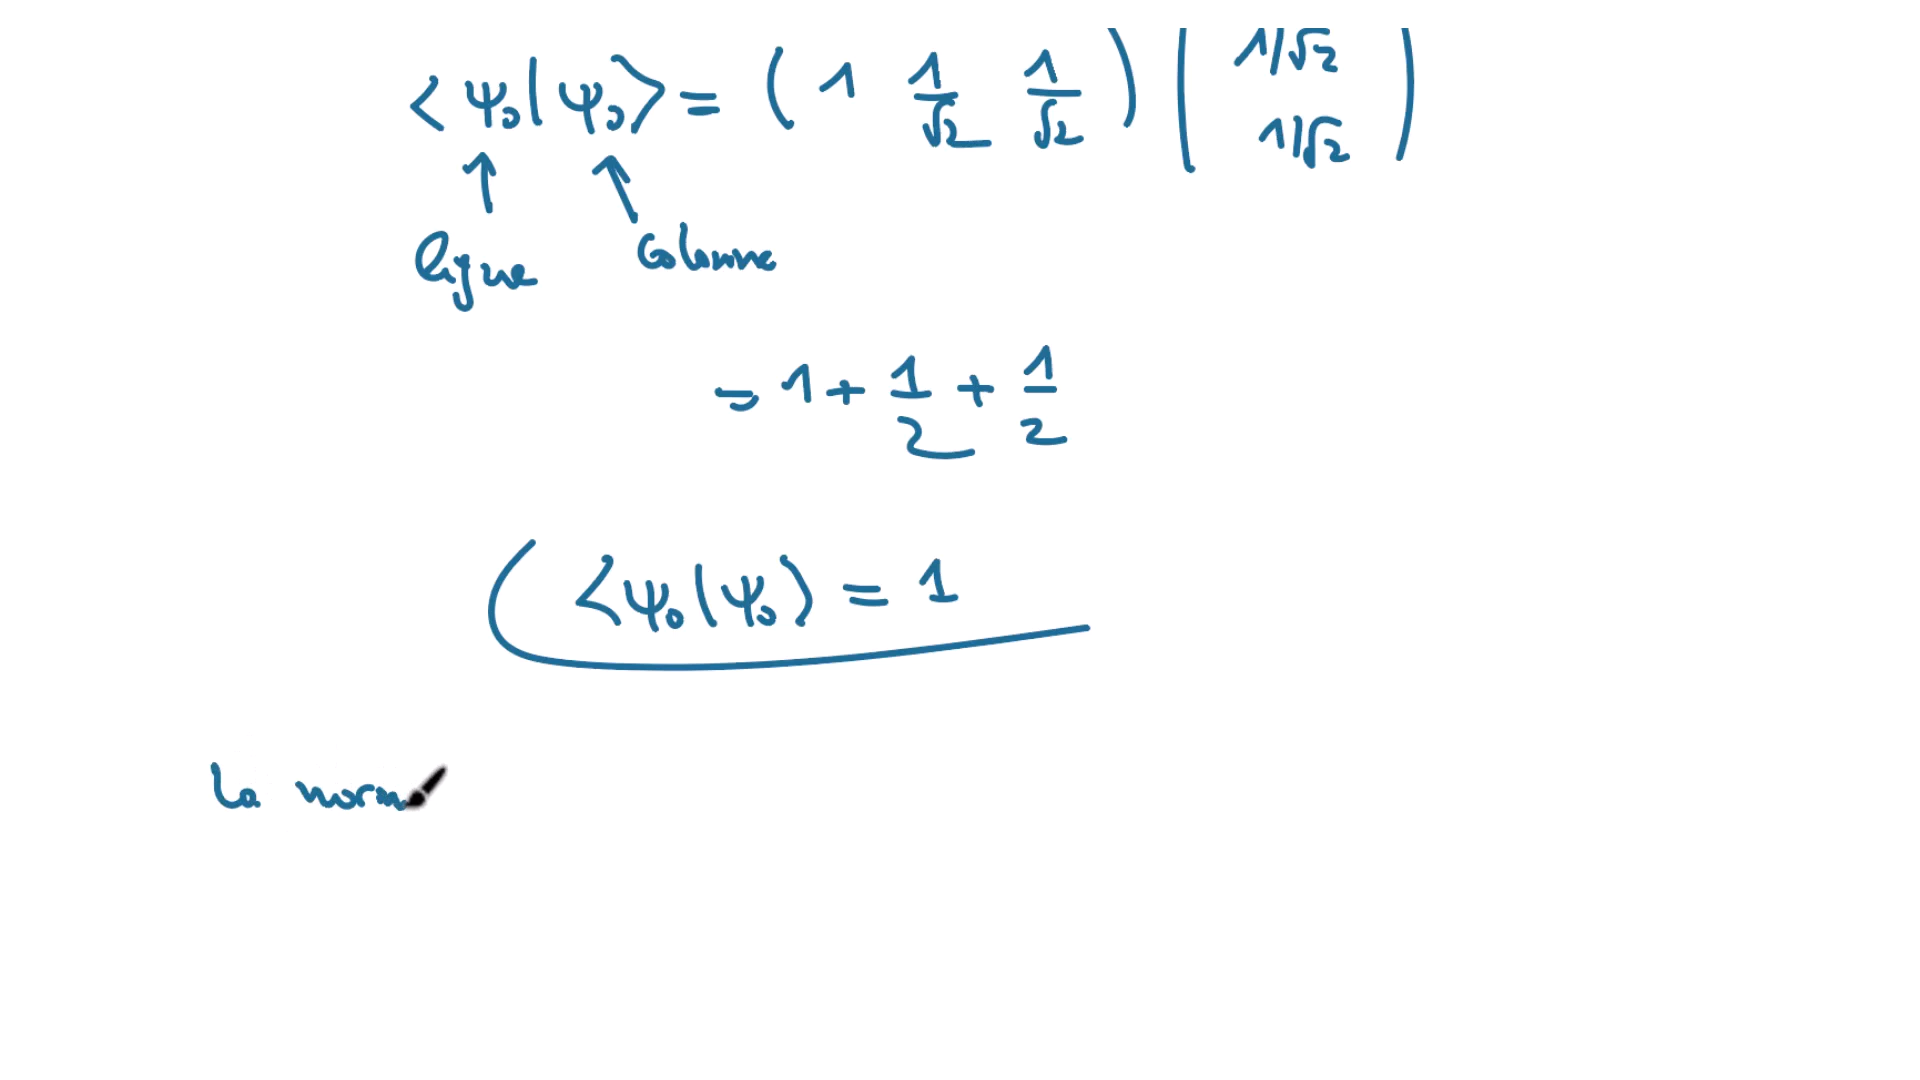 <ψ₀|ψ₀> = ( 1 1/√2 1/√2 ) ( 1/√2
1/√2 )
ligne colonne
= 1 + 1/2 + 1/2
<ψ₀|ψ₀> = 1
la norm